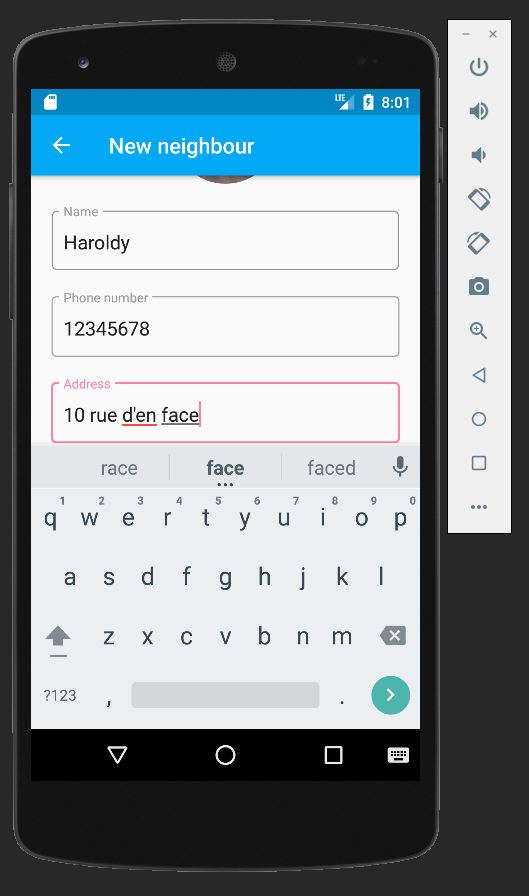 LTE 8:01
New neighbour
Name
Haroldy
Phone number
12345678
Address
10 rue d'en face
race face faced
1 2 3 4 5 6 7 8 9 0
q w e r t y u i o p
a s d f g h j k l
z x c v b n m
?123 , .